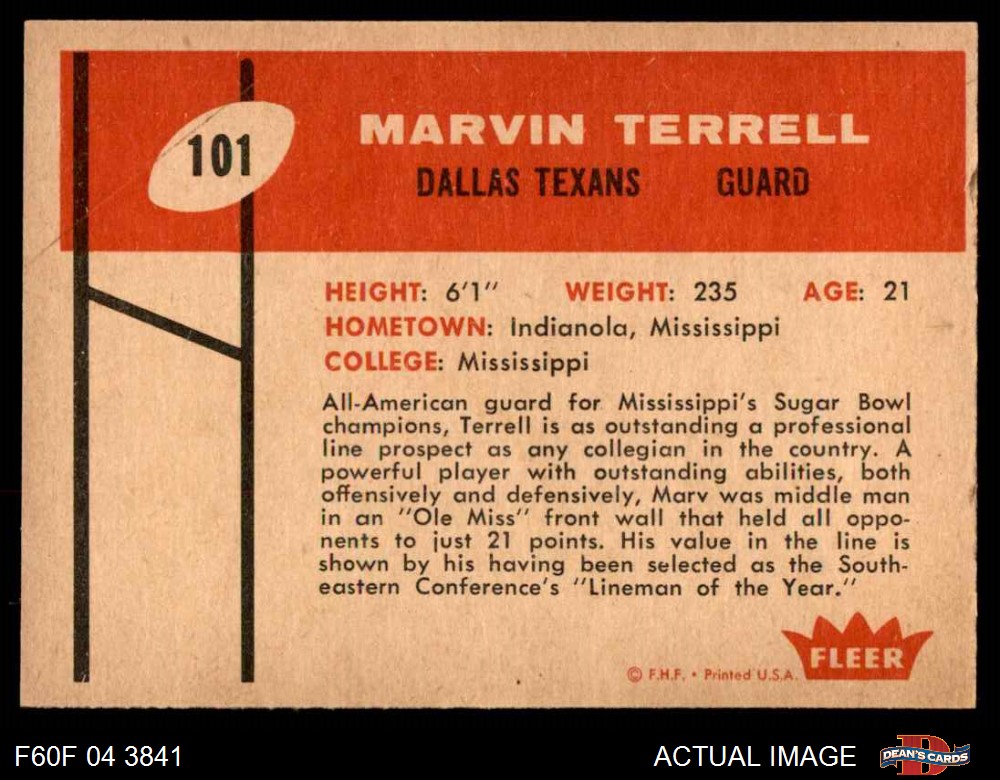 101
MARVIN TERRELL
DALLAS TEXANS GUARD
HEIGHT: 6'1" WEIGHT: 235 AGE: 21
HOMETOWN: Indianola, Mississippi
COLLEGE: Mississippi
All-American guard for Mississippi's Sugar Bowl
champions, Terrell is as outstanding a professional
line prospect as any collegian in the country. A
powerful player with outstanding abilities, both
offensively and defensively, Marv was middle man
in an "Ole Miss" front wall that held all oppo-
nents to just 21 points. His value in the line is
shown by his having been selected as the South-
eastern Conference's "Lineman of the Year."
FLEER
© F.H.F. • Printed U.S.A.
F60F 04 3841
ACTUAL IMAGE
D
DEAN'S CARDS